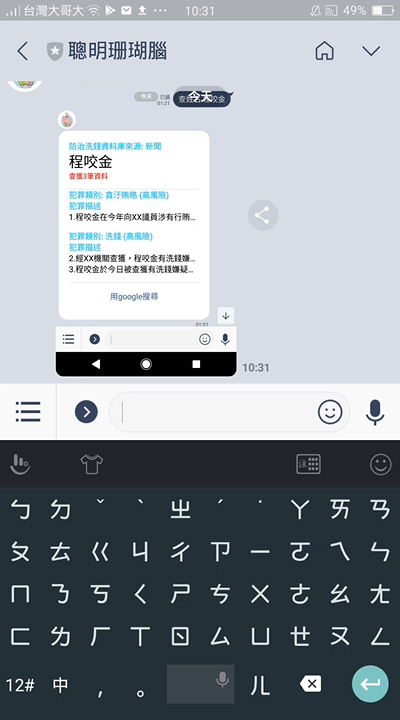 台灣大哥大 10:31 49%
聰明珊瑚腦
今天
今天 已讀
01:21
防治洗錢資料庫來源: 新聞
程咬金
查獲3筆資料
犯罪類別: 貪汙賄賂 (高風險)
犯罪描述
1.程咬金在今年向XX議員涉有行賄...
犯罪類別: 洗錢 (高風險)
犯罪描述
2.經XX機關查獲，程咬金有洗錢嫌...
3.程咬金於今日被查獲有洗錢嫌疑...
用google搜尋
01:21
10:31
注
ㄅ ㄉ ˇ ˋ ㄓ ˊ ˙ ㄚ ㄞ ㄢ
ㄆ ㄊ ㄍ ㄐ ㄔ ㄗ ㄧ ㄛ ㄟ ㄣ
ㄇ ㄋ ㄎ ㄑ ㄕ ㄘ ㄨ ㄜ ㄠ ㄤ
ㄈ ㄌ ㄏ ㄒ ㄖ ㄙ ㄩ ㄝ ㄡ ㄥ
12# 中 , 。 ㄦ